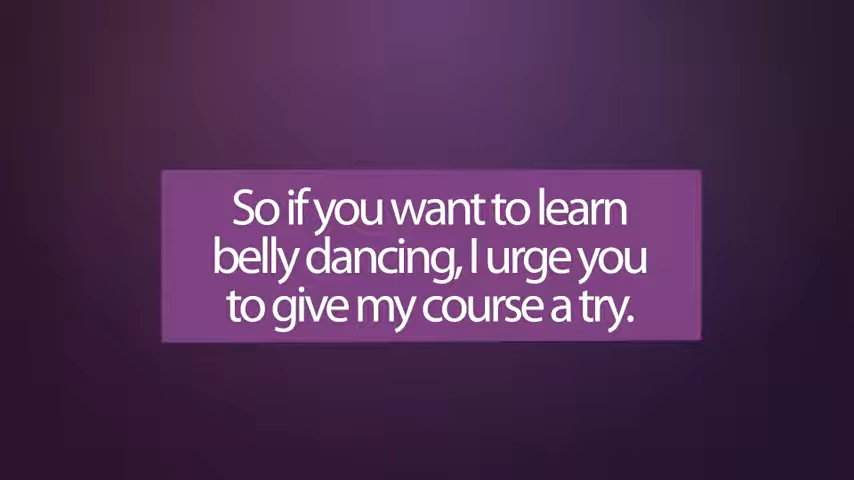 So if you want to learn
belly dancing, I urge you
to give my course a try.